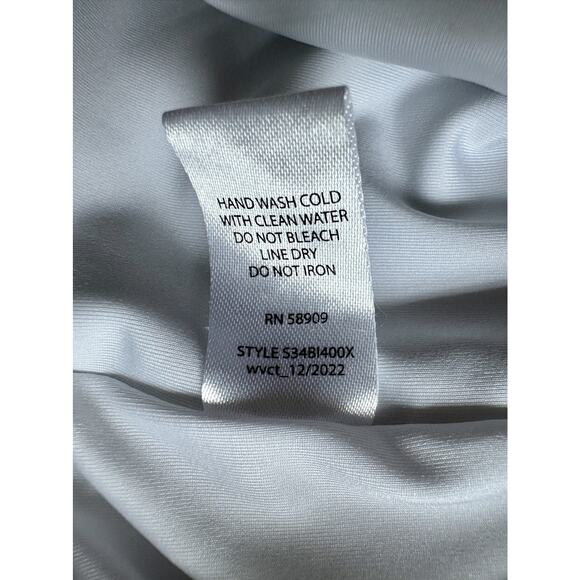 HAND WASH COLD
WITH CLEAN WATER
DO NOT BLEACH
LINE DRY
DO NOT IRON
RN 58909
STYLE S34BI400X
wvct_12/2022